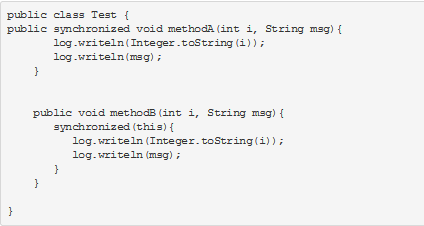 public class Test {
public synchronized void methodA(int i, String msg){
log.writeln(Integer.toString(i));
log.writeln(msg);
}
public void methodB(int i, String msg){
synchronized(this){
log.writeln(Integer.toString(i));
log.writeln(msg);
}
}
}